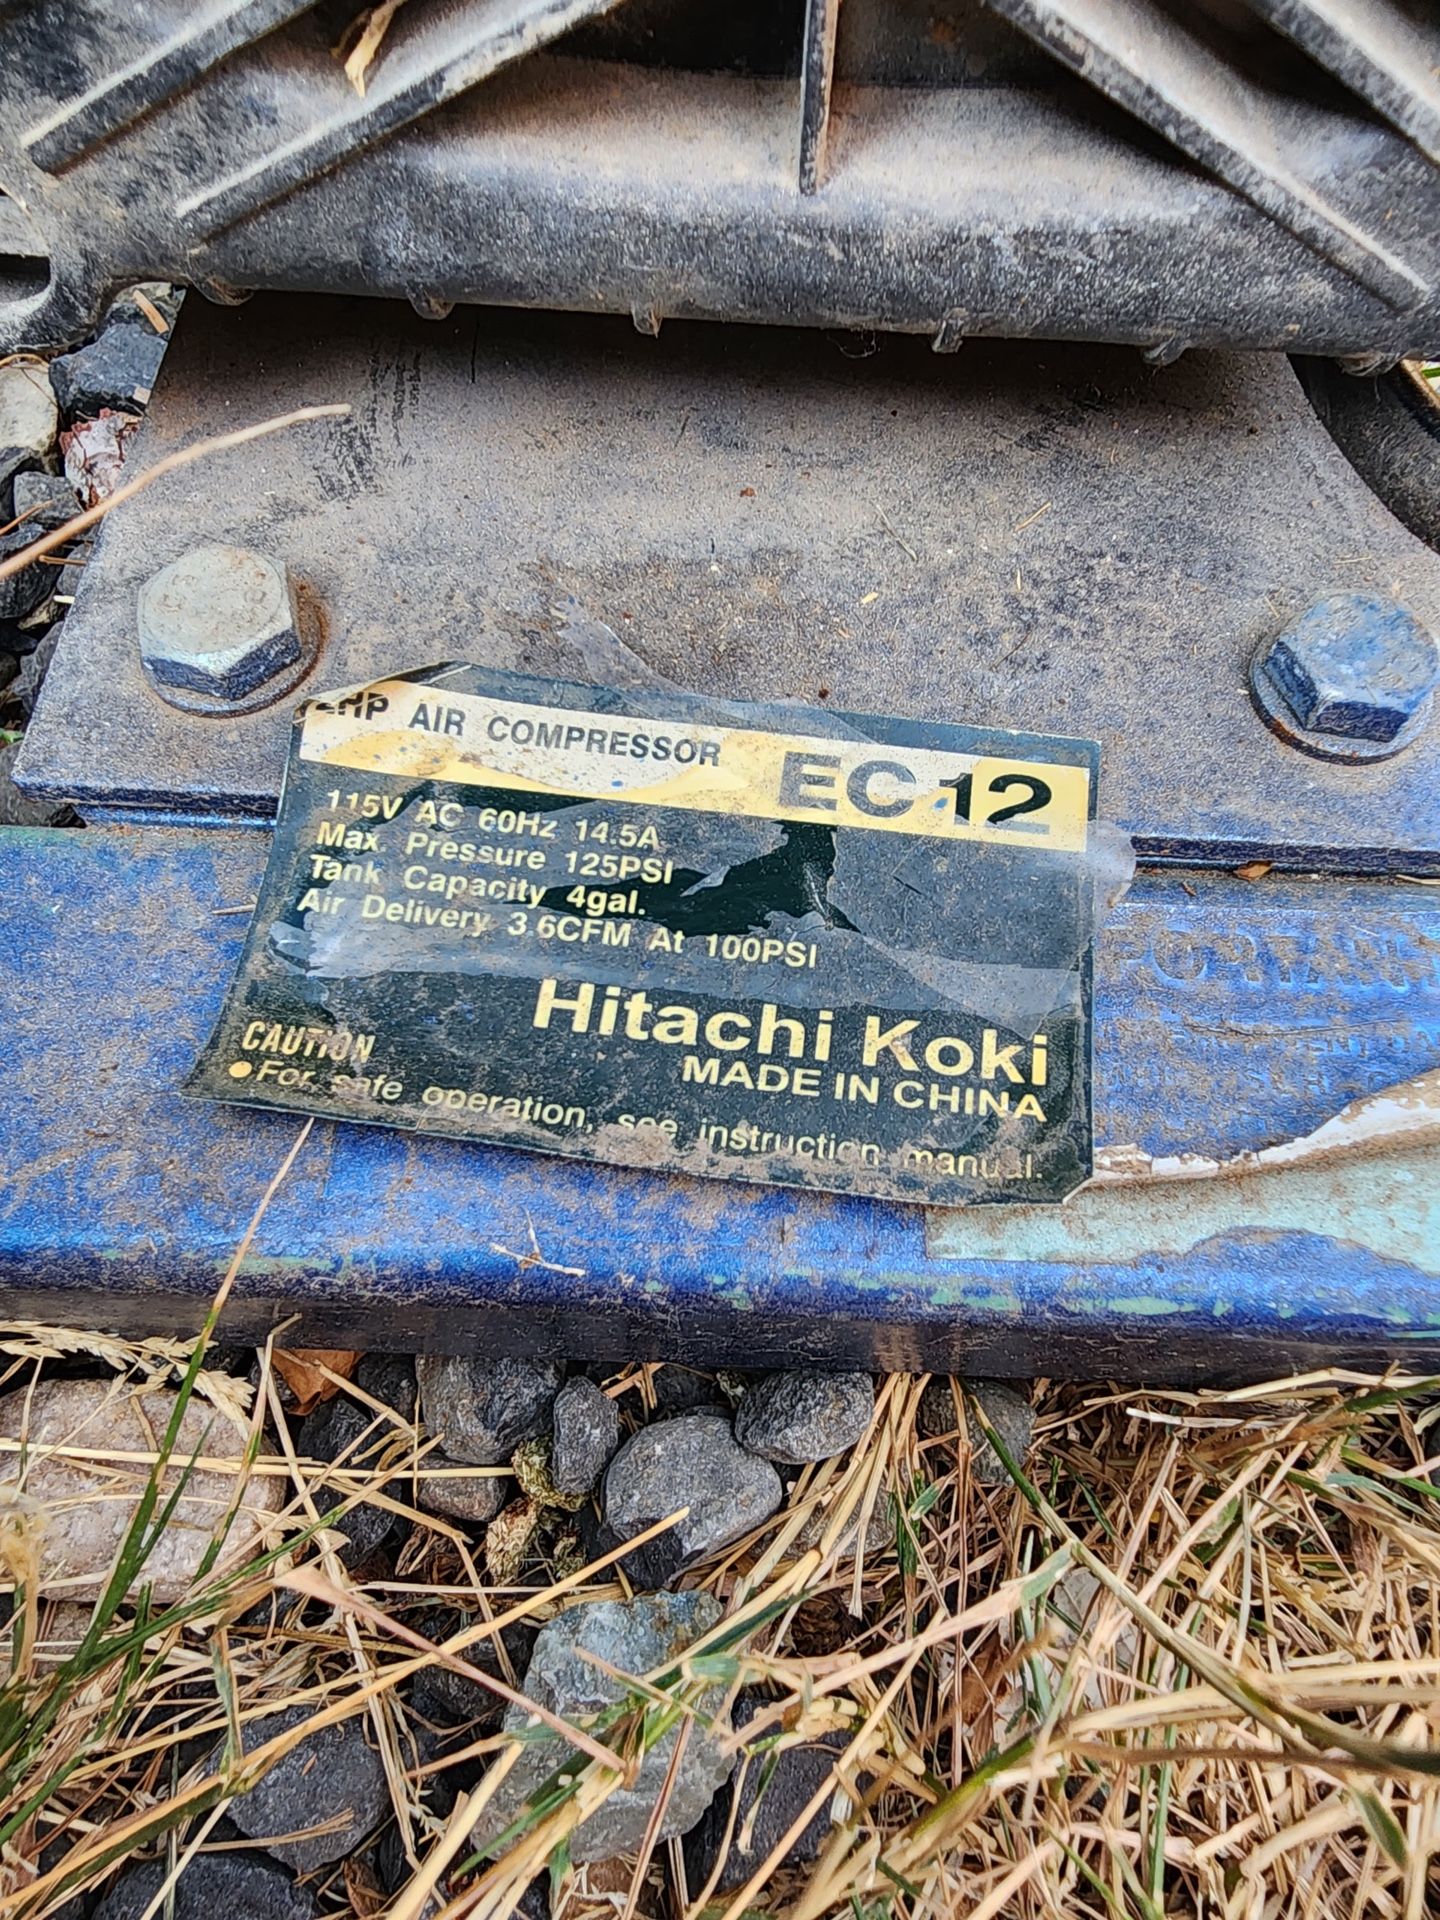 2HP AIR COMPRESSOR EC12
115V AC 60Hz 14.5A
Max. Pressure 125PSI
Tank Capacity 4gal.
Air Delivery 3.6CFM At 100PSI
Hitachi Koki
MADE IN CHINA
CAUTION
●For safe operation, see instruction manual.